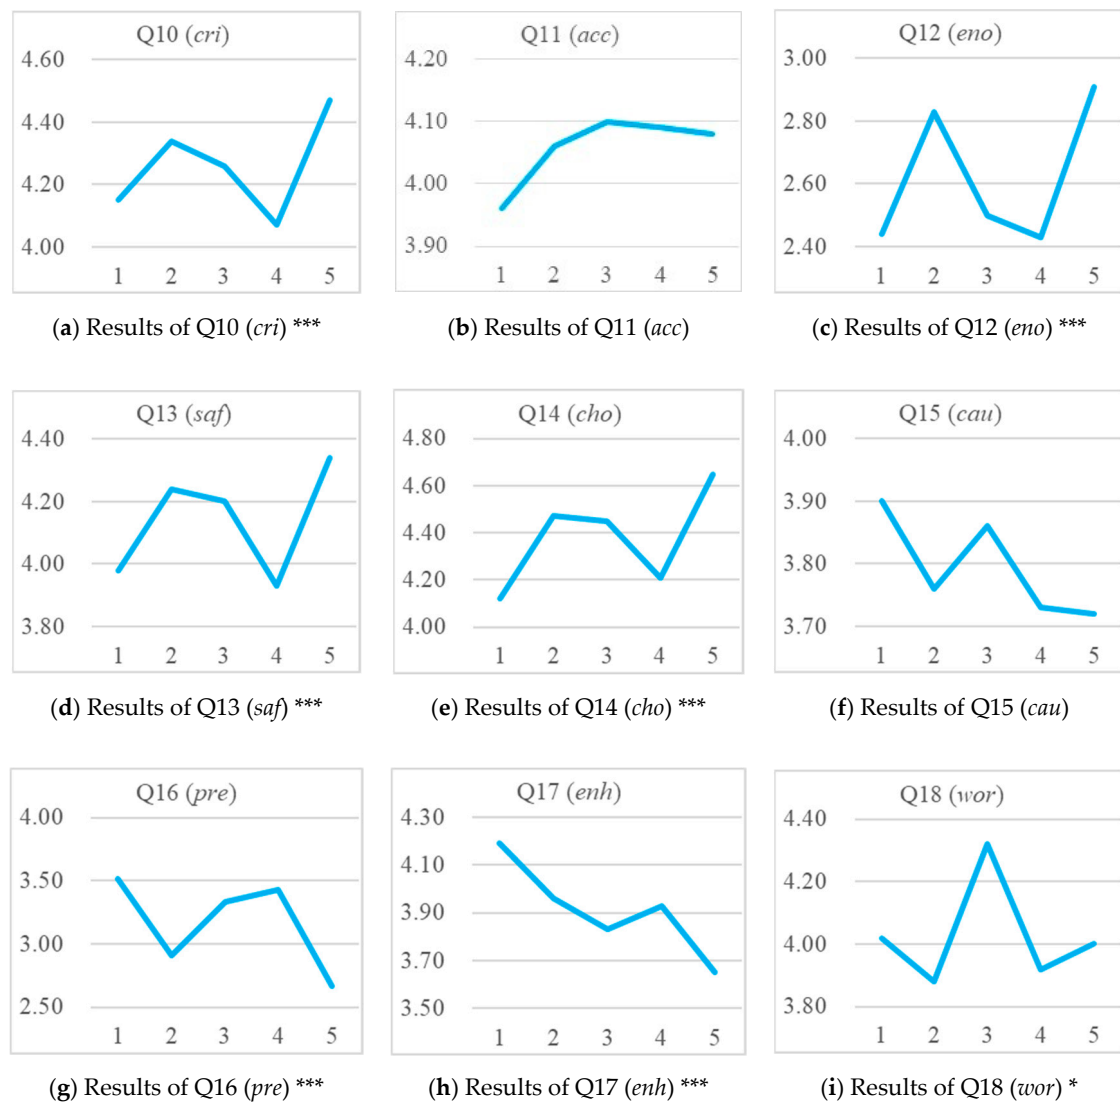 Q10 (cri)
4.60
4.40
4.20
4.00
1 2 3 4 5
(a) Results of Q10 (cri) ***
Q11 (acc)
4.20
4.10
4.00
3.90
1 2 3 4 5
(b) Results of Q11 (acc)
Q12 (eno)
3.00
2.80
2.60
2.40
1 2 3 4 5
(c) Results of Q12 (eno) ***
Q13 (saf)
4.40
4.20
4.00
3.80
1 2 3 4 5
(d) Results of Q13 (saf) ***
Q14 (cho)
4.80
4.60
4.40
4.20
4.00
1 2 3 4 5
(e) Results of Q14 (cho) ***
Q15 (cau)
4.00
3.90
3.80
3.70
1 2 3 4 5
(f) Results of Q15 (cau)
Q16 (pre)
4.00
3.50
3.00
2.50
1 2 3 4 5
(g) Results of Q16 (pre) ***
Q17 (enh)
4.30
4.10
3.90
3.70
3.50
1 2 3 4 5
(h) Results of Q17 (enh) ***
Q18 (wor)
4.40
4.20
4.00
3.80
1 2 3 4 5
(i) Results of Q18 (wor) *